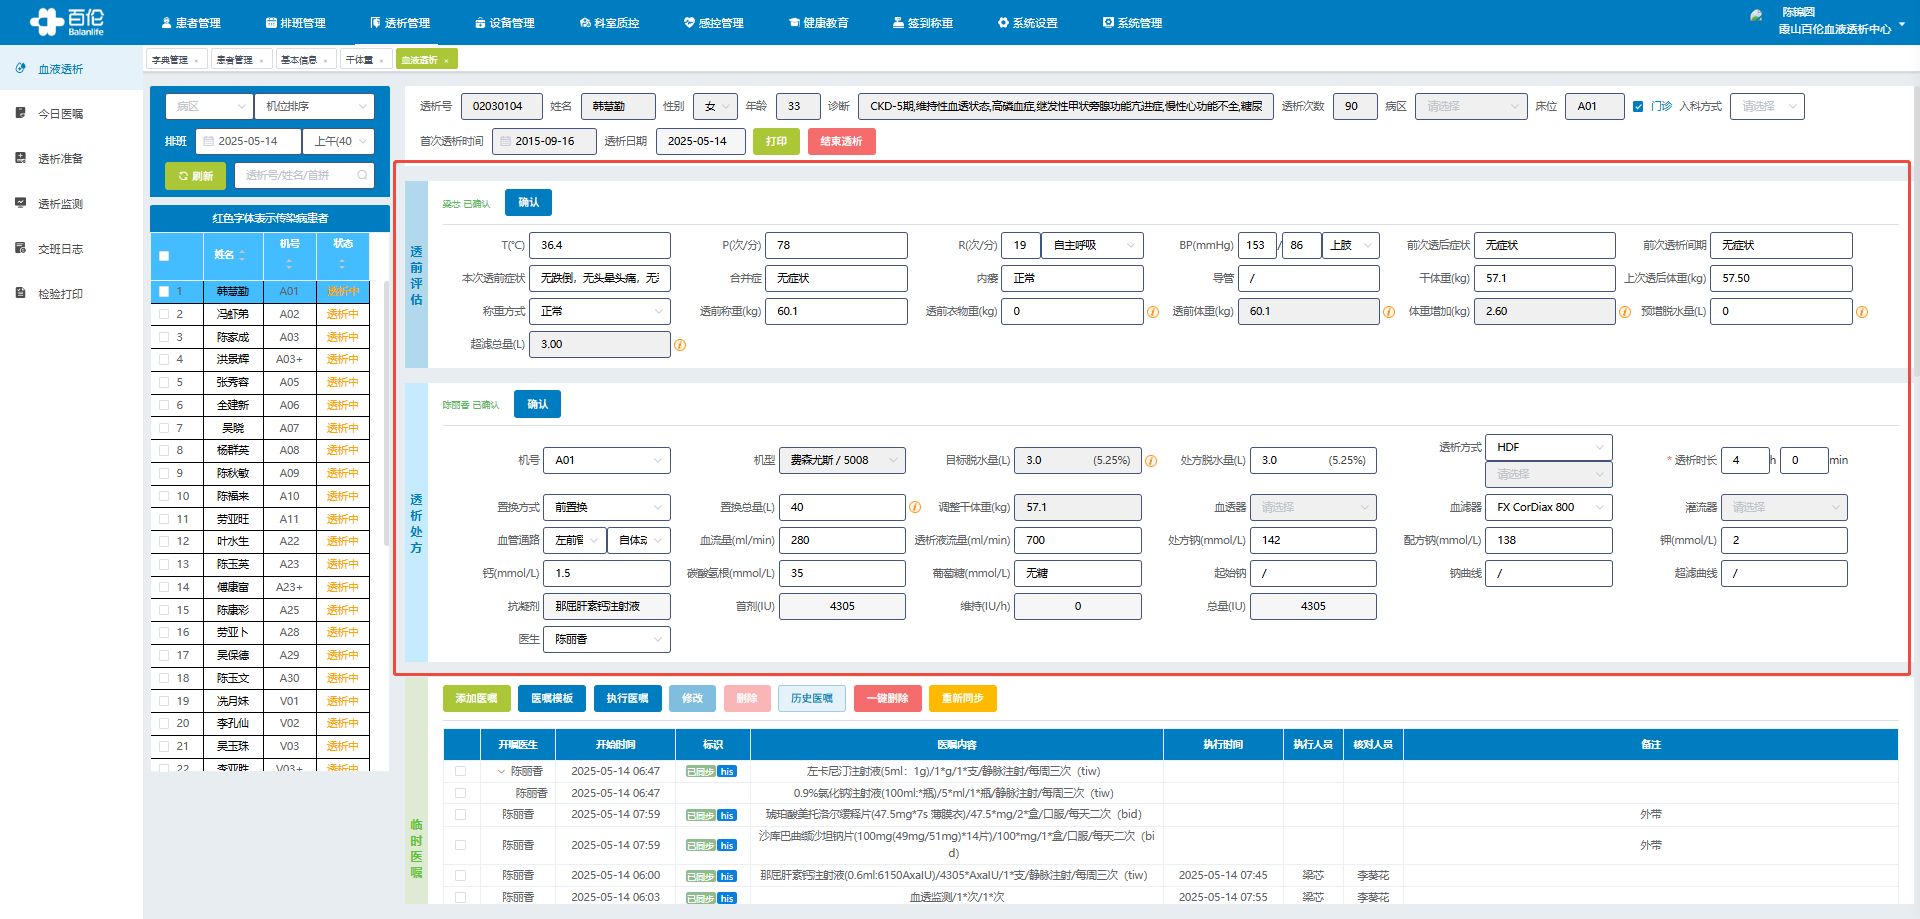 百伦
Balanlife
患者管理 排班管理 透析管理 设备管理 科室质控 感控管理 健康教育 签到称重 系统设置 系统管理
陈锦圆
霞山百伦血液透析中心
血液透析
今日医嘱
透析准备
透析监测
交班日志
检验打印
字典管理 × 患者管理 × 基本信息 × 干体重 × 血液透析 ×
病区 机位排序
排班 2025-05-14 上午(40
刷新 透析号/姓名/首拼
红色字体表示传染病患者
姓名 机号 状态
1 韩慧勤 A01 透析中
2 冯虾弟 A02 透析中
3 陈家成 A03 透析中
4 洪景辉 A03+ 透析中
5 张秀容 A05 透析中
6 全建新 A06 透析中
7 吴晓 A07 透析中
8 杨群英 A08 透析中
9 陈秋敏 A09 透析中
10 陈福来 A10 透析中
11 劳亚旺 A11 透析中
12 叶水生 A22 透析中
13 陈玉英 A23 透析中
14 傅康富 A23+ 透析中
15 陈康彩 A25 透析中
16 劳亚卜 A28 透析中
17 吴保德 A29 透析中
18 陈玉文 A30 透析中
19 冼月妹 V01 透析中
20 李孔仙 V02 透析中
21 吴玉珠 V03 透析中
22 李亚胜 V03+ 透析中
透析号 02030104 姓名 韩慧勤 性别 女 年龄 33 诊断 CKD-5期,维持性血透状态,高磷血症,继发性甲状旁腺功能亢进症,慢性心功能不全,糖尿 透析次数 90 病区 请选择 床位 A01 门诊 入科方式 请选择
首次透析时间 2015-09-16 透析日期 2025-05-14 打印 结束透析
透前评估
梁芯 已确认 确认
T(℃) 36.4 P(次/分) 78 R(次/分) 19 自主呼吸 BP(mmHg) 153 / 86 上肢 前次透后症状 无症状 前次透析间期 无症状
本次透前症状 无跌倒，无头晕头痛，无 合并症 无症状 内瘘 正常 导管 / 干体重(kg) 57.1 上次透后体重(kg) 57.50
称重方式 正常 透前称重(kg) 60.1 透前衣物重(kg) 0 透前体重(kg) 60.1 体重增加(kg) 2.60 预增脱水量(L) 0
超滤总量(L) 3.00
透析处方
陈丽香 已确认 确认
机号 A01 机型 费森尤斯 / 5008 目标脱水量(L) 3.0 (5.25%) 处方脱水量(L) 3.0 (5.25%) 透析方式 HDF 请选择 * 透析时长 4 h 0 min
置换方式 前置换 置换总量(L) 40 调整干体重(kg) 57.1 血透器 请选择 血滤器 FX CorDiax 800 灌流器 请选择
血管通路 左前 自体 血流量(ml/min) 280 透析液流量(ml/min) 700 处方钠(mmol/L) 142 配方钠(mmol/L) 138 钾(mmol/L) 2
钙(mmol/L) 1.5 碳酸氢根(mmol/L) 35 葡萄糖(mmol/L) 无糖 起始钠 / 钠曲线 / 超滤曲线 /
抗凝剂 那屈肝素钙注射液 首剂(IU) 4305 维持(IU/h) 0 总量(IU) 4305
医生 陈丽香
临时医嘱
添加医嘱 医嘱模板 执行医嘱 修改 删除 历史医嘱 一键删除 重新同步
开嘱医生 开始时间 标识 医嘱内容 执行时间 执行人员 核对人员 备注
陈丽香 2025-05-14 06:47 已同步 his 左卡尼汀注射液(5ml：1g)/1*g/1*支/静脉注射/每周三次（tiw）
陈丽香 2025-05-14 06:47 0.9%氯化钠注射液(100ml:*瓶)/5*ml/1*瓶/静脉注射/每周三次（tiw）
陈丽香 2025-05-14 07:59 已同步 his 琥珀酸美托洛尔缓释片(47.5mg*7s 薄膜衣)/47.5*mg/2*盒/口服/每天二次（bid） 外带
陈丽香 2025-05-14 07:59 已同步 his 沙库巴曲缬沙坦钠片(100mg(49mg/51mg)*14片)/100*mg/1*盒/口服/每天二次（bi
d） 外带
陈丽香 2025-05-14 06:00 已同步 his 那屈肝素钙注射液(0.6ml:6150AxaIU)/4305*AxaIU/1*支/静脉注射/每周三次（tiw） 2025-05-14 07:45 梁芯 李葵花
陈丽香 2025-05-14 06:03 已同步 his 血透监测/1*次/1*次 2025-05-14 07:55 梁芯 李葵花